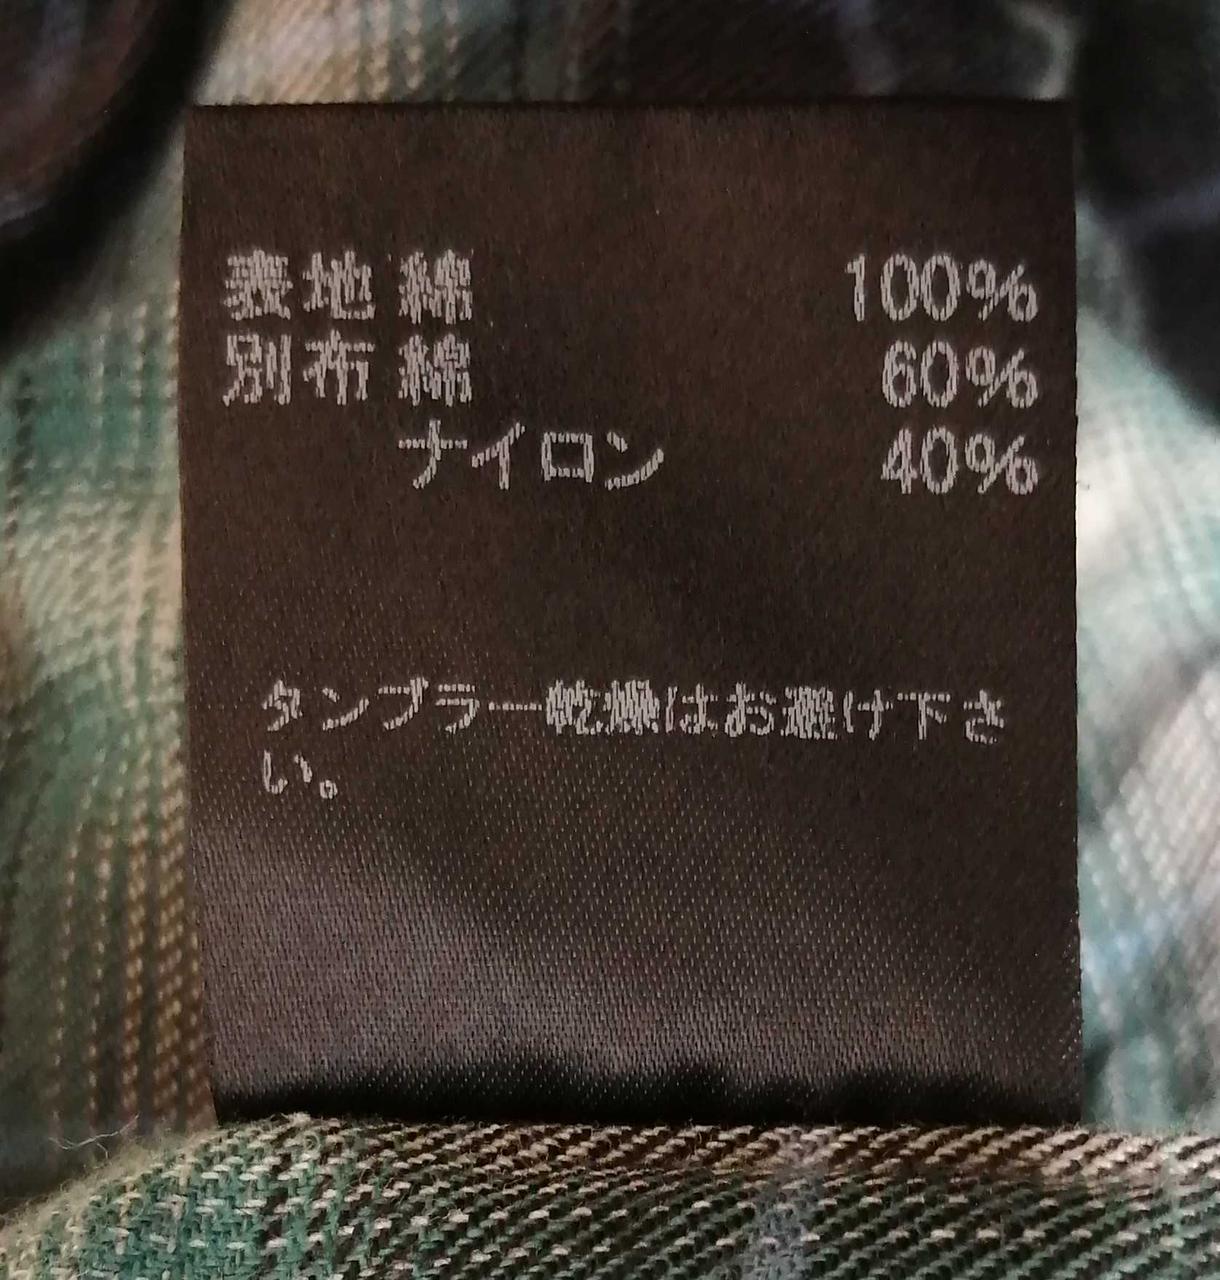 表地 綿 100%
別布 綿 60%
ナイロン 40%
タンブラー乾燥はお避け下さ
い。